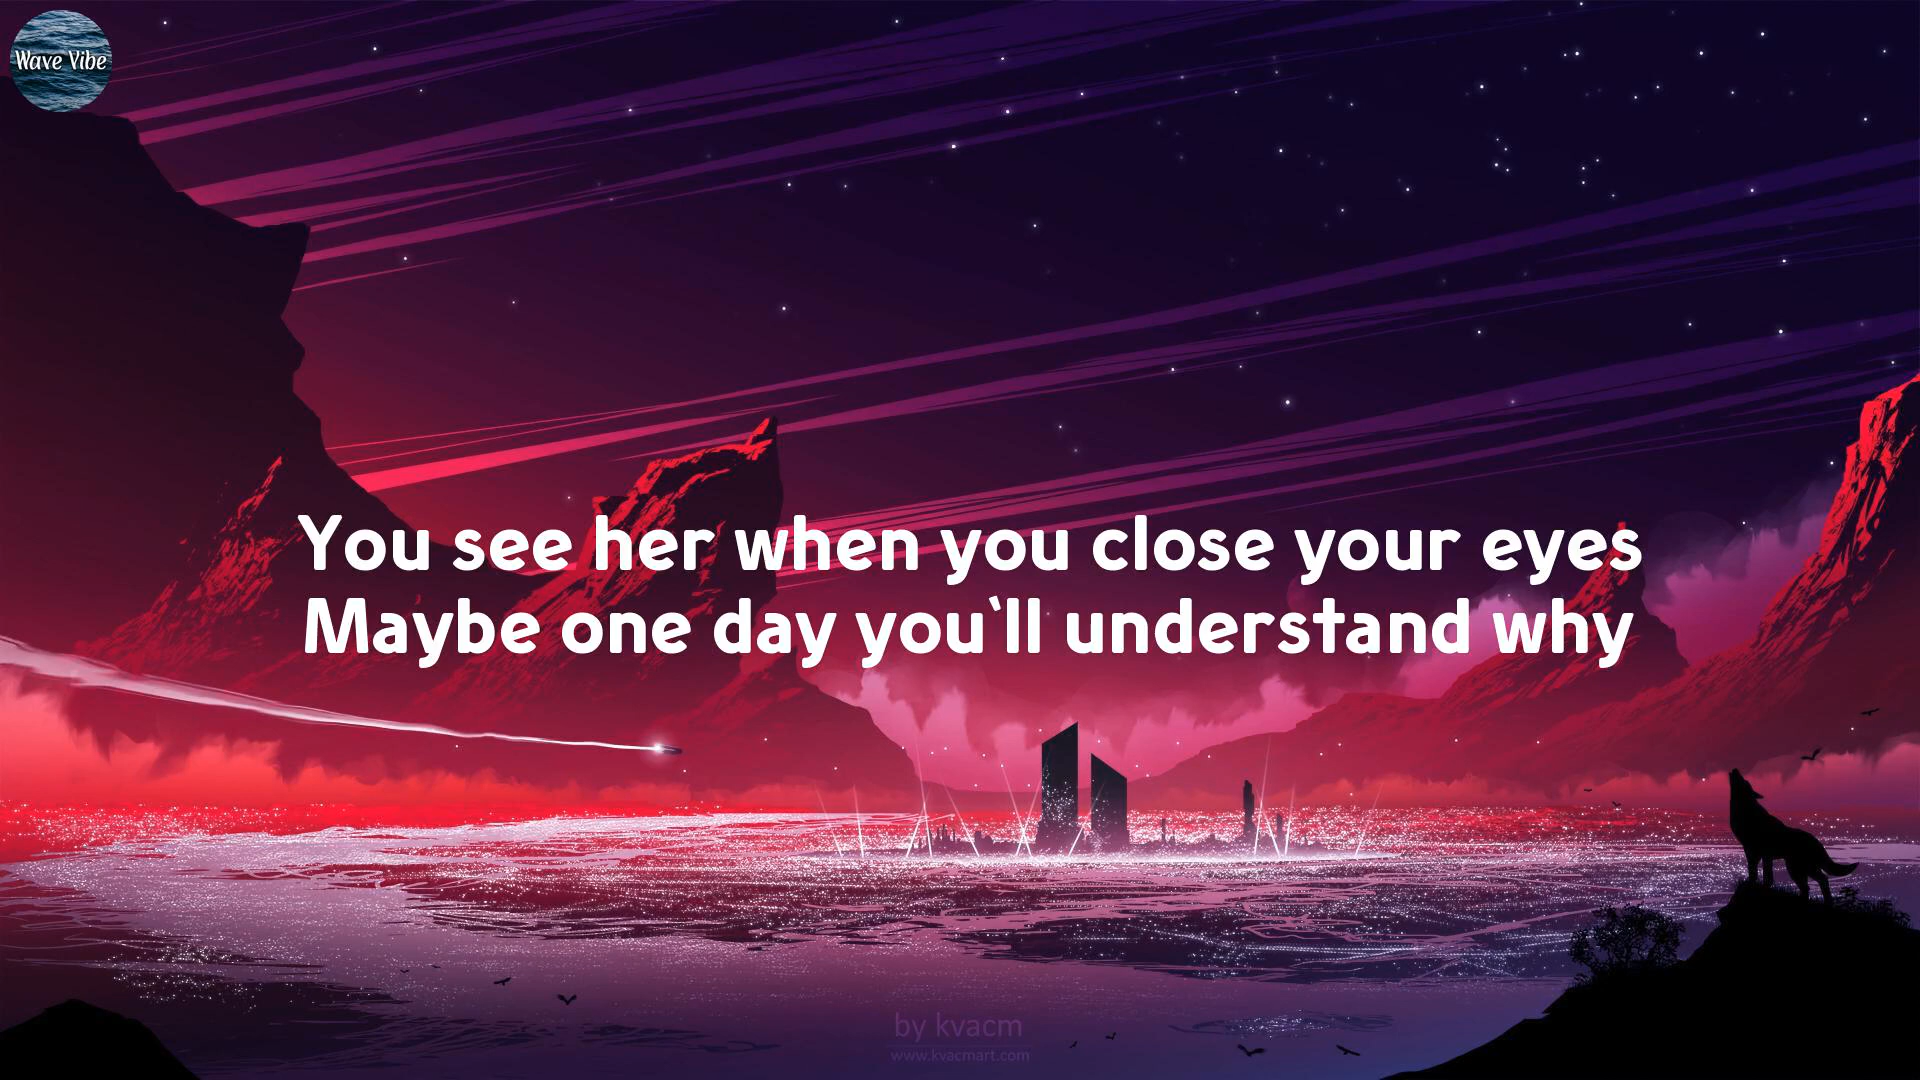 Wave Vibe
You see her when you close your eyes
Maybe one day you`ll understand why
by kvacm
www.kvacmart.com